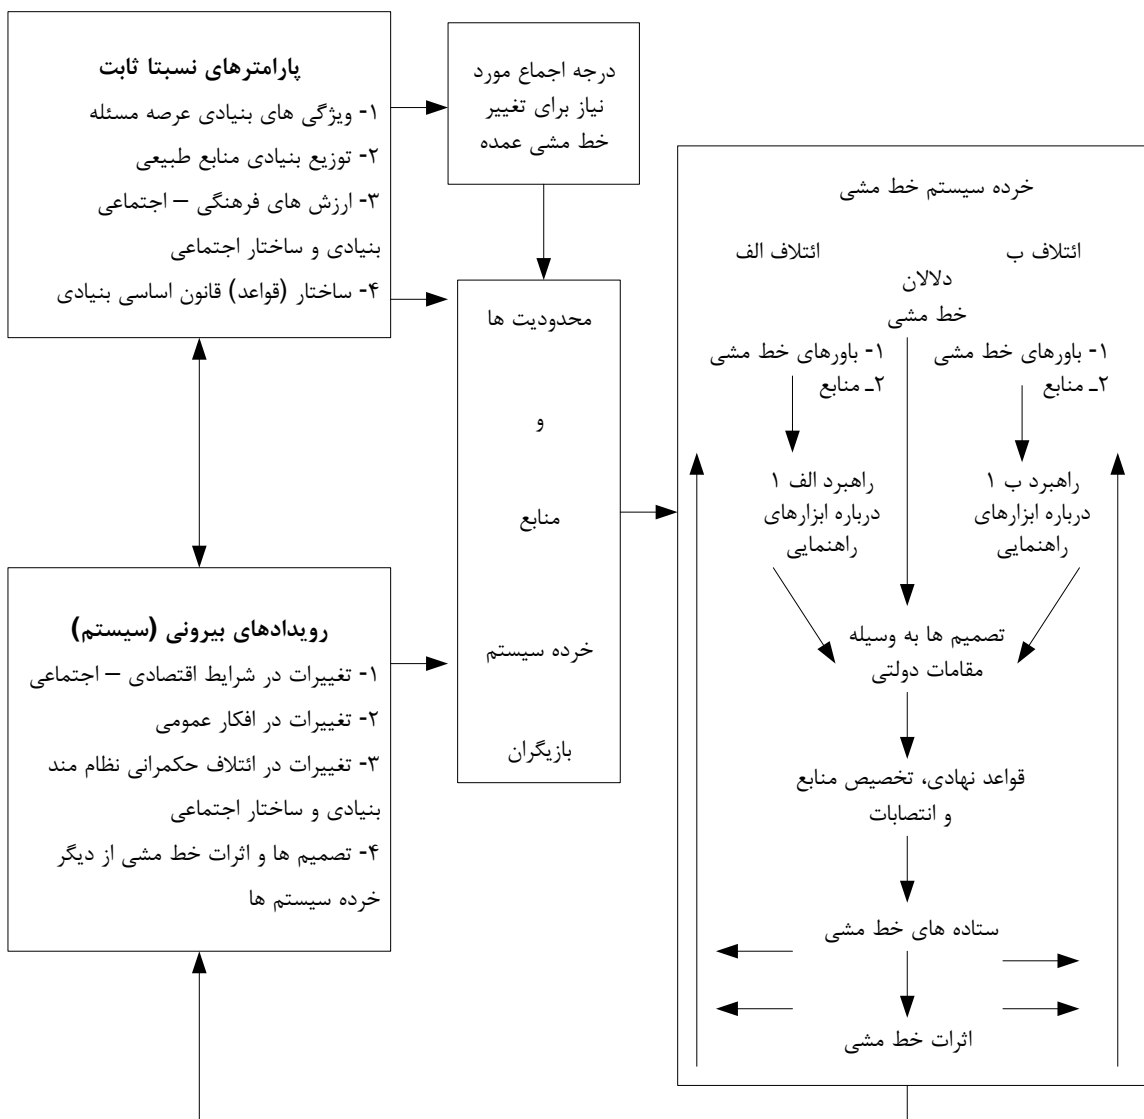 پارامترهای نسبتا ثابت
۱- ویژگی های بنیادی عرصه مسئله
۲- توزیع بنیادی منابع طبیعی
۳- ارزش های فرهنگی – اجتماعی
بنیادی و ساختار اجتماعی
۴- ساختار (قواعد) قانون اساسی بنیادی
درجه اجماع مورد
نیاز برای تغییر
خط مشی عمده
رویدادهای بیرونی (سیستم)
۱- تغییرات در شرایط اقتصادی – اجتماعی
۲- تغییرات در افکار عمومی
۳- تغییرات در ائتلاف حکمرانی نظام مند
بنیادی و ساختار اجتماعی
۴- تصمیم ها و اثرات خط مشی از دیگر
خرده سیستم ها
محدودیت ها
و
منابع
خرده سیستم
بازیگران
خرده سیستم خط مشی
ائتلاف الف
۱- باورهای خط مشی
۲ـ منابع
راهبرد الف ۱
درباره ابزارهای
راهنمایی
دلالان
خط مشی
ائتلاف ب
۱- باورهای خط مشی
۲ـ منابع
راهبرد ب ۱
درباره ابزارهای
راهنمایی
تصمیم ها به وسیله
مقامات دولتی
قواعد نهادی، تخصیص منابع
و انتصابات
ستاده های خط مشی
اثرات خط مشی